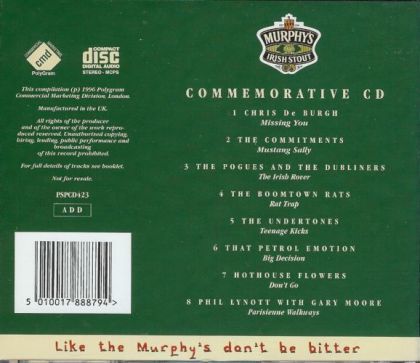 cmd
PolyGram
COMPACT
disc
DIGITAL AUDIO
STEREO - MCPS
MURPHY'S
IRISH STOUT
This compilation (p) 1996 Polygram
Commercial Marketing Division, London.
Manufactured in the UK.
All rights of the producer
and of the owner of the work repro-
duced reserved. Unauthorised copying,
hiring, lending, public performance and
broadcasting
of this record prohibited.
For full details of tracks see booklet.
Not for resale.
PSPCD423
ADD
5 010017 888794 >
COMMEMORATIVE CD
1 CHRIS De BURGH
Missing You
2 THE COMMITMENTS
Mustang Sally
3 THE POGUES AND THE DUBLINERS
The Irish Rover
4 THE BOOMTOWN RATS
Rat Trap
5 THE UNDERTONES
Teenage Kicks
6 THAT PETROL EMOTION
Big Decision
7 HOTHOUSE FLOWERS
Don't Go
8 PHIL LYNOTT WITH GARY MOORE
Parisienne Walkways
Like the Murphy's don't be bitter